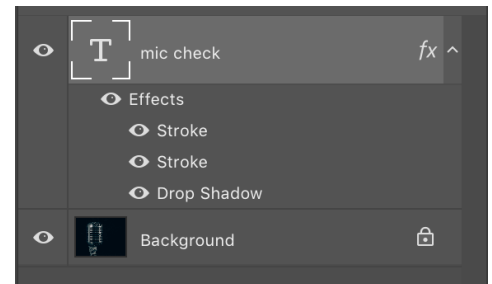 T
mic check fx
Effects
Stroke
Stroke
Drop Shadow
Background